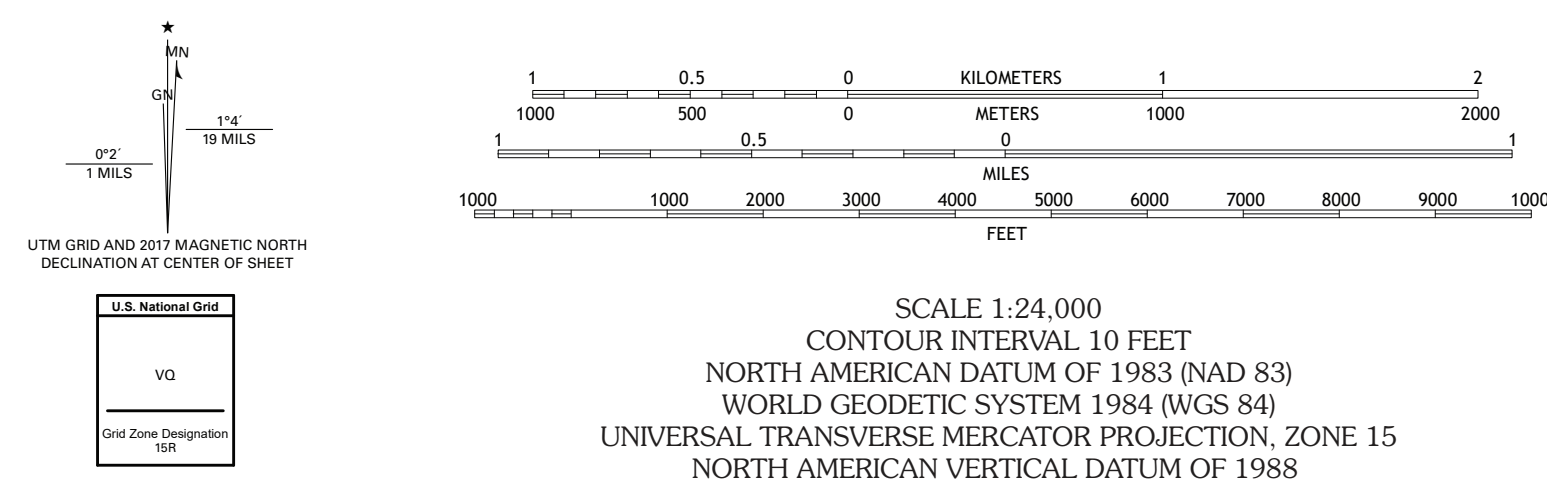 ★
MN
GN
1°4´
19 MILS
0°2´
1 MILS
UTM GRID AND 2017 MAGNETIC NORTH
DECLINATION AT CENTER OF SHEET
U.S. National Grid
VQ
Grid Zone Designation
15R
1 0.5 0 KILOMETERS 1 2
1000 500 0 METERS 1000 2000
1 0.5 0 1
MILES
1000 1000 2000 3000 4000 5000 6000 7000 8000 9000 1000
FEET
SCALE 1:24,000
CONTOUR INTERVAL 10 FEET
NORTH AMERICAN DATUM OF 1983 (NAD 83)
WORLD GEODETIC SYSTEM 1984 (WGS 84)
UNIVERSAL TRANSVERSE MERCATOR PROJECTION, ZONE 15
NORTH AMERICAN VERTICAL DATUM OF 1988